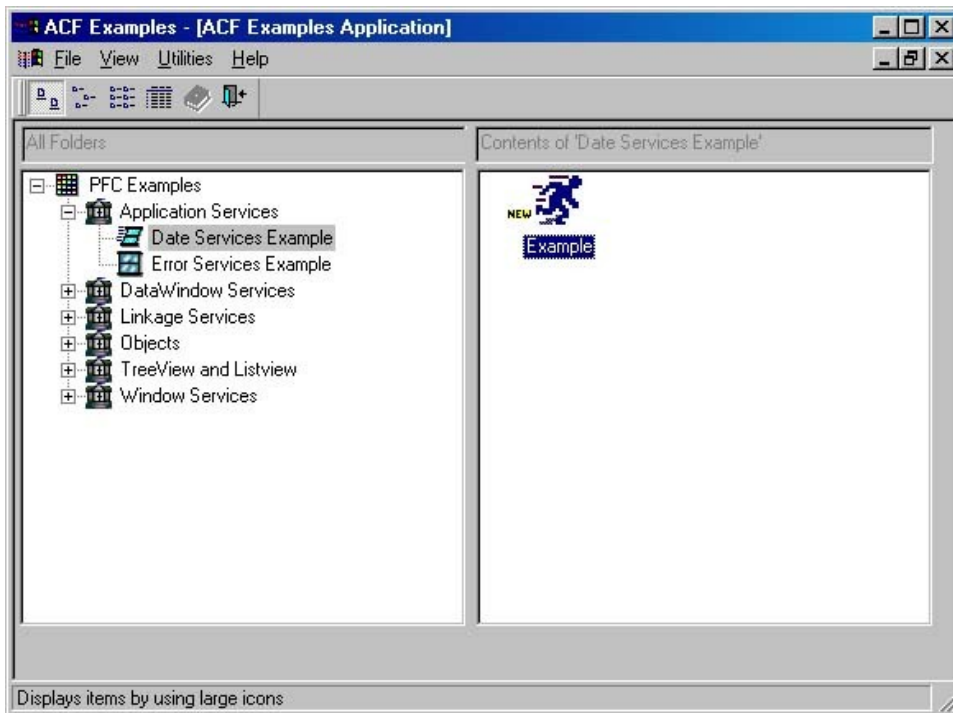 ACF Examples - [ACF Examples Application]
File View Utilities Help
All Folders
Contents of 'Date Services Example'
PFC Examples
Application Services
Date Services Example
Error Services Example
DataWindow Services
Linkage Services
Objects
TreeView and Listview
Window Services
NEW
Example
Displays items by using large icons